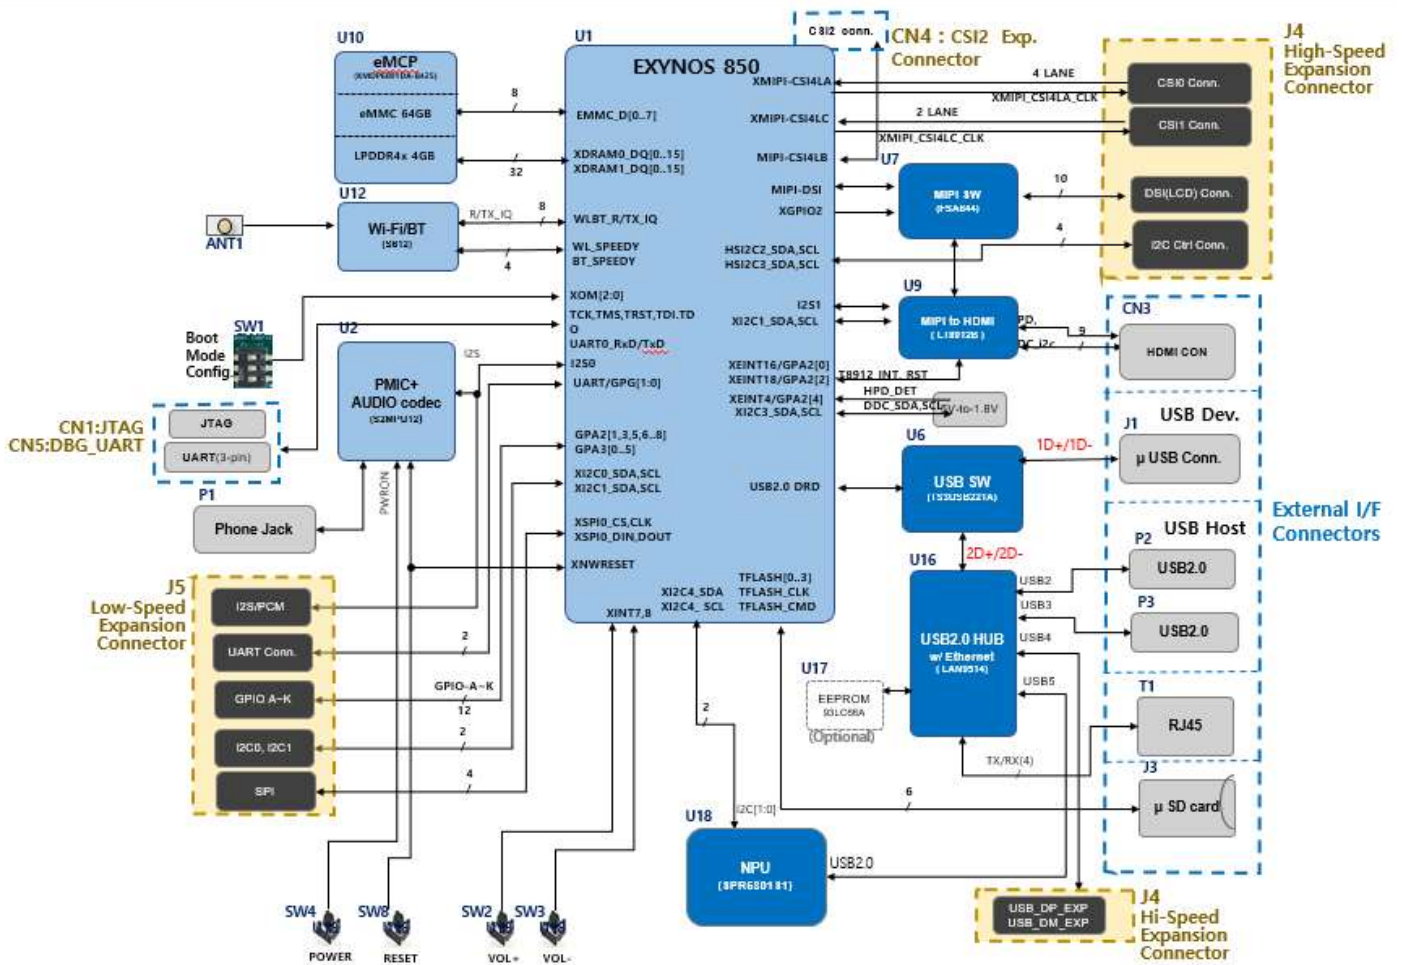 U10
eMCP
eMMC 64GB
LPDDR4x 4GB
8
32
U12
Wi-Fi/BT
(S612)
R/TX_IQ
8
4
ANT1
SW1
Boot
Mode
Config.
U2
PMIC+
AUDIO codec
(S2MPU12)
I2S
PWRON
CN1:JTAG
CN5:DBG_UART
JTAG
UART(3-pin)
P1
Phone Jack
J5
Low-Speed
Expansion
Connector
I2S/PCM
UART Conn.
GPIO A~K
I2C0, I2C1
SPI
2
GPIO-A~K
12
2
4
SW4
POWER
SW8
RESET
SW2
VOL+
SW3
VOL-
U1
EXYNOS 850
EMMC_D[0..7]
XDRAM0_DQ[0..15]
XDRAM1_DQ[0..15]
WLBT_R/TX_IQ
WL_SPEEDY
BT_SPEEDY
XOM[2:0]
TCK,TMS,TRST,TDI.TD
O
UART0_RxD/TxD
I2S0
UART/GPG[1:0]
GPA2[1,3,5,6..8]
GPA3[0..5]
XI2C0_SDA,SCL
XI2C1_SDA,SCL
XSPI0_CS,CLK
XSPI0_DIN,DOUT
XNWRESET
XINT7,8
XMIPI-CSI4LA
XMIPI-CSI4LC
MIPI-CSI4LB
MIPI-DSI
XGPIO2
HSI2C2_SDA,SCL
HSI2C3_SDA,SCL
I2S1
XI2C1_SDA,SCL
XEINT16/GPA2[0]
XEINT18/GPA2[2]
XEINT4/GPA2[4]
XI2C3_SDA,SCL
USB2.0 DRD
XI2C4_SDA
XI2C4_ SCL
TFLASH[0..3]
TFLASH_CLK
TFLASH_CMD
CSI2 conn.
CN4 : CSI2 Exp.
Connector
4 LANE
XMIPI_CSI4LA_CLK
2 LANE
XMIPI_CSI4LC_CLK
J4
High-Speed
Expansion
Connector
CSI0 Conn.
CSI1 Conn.
DSI(LCD) Conn.
I2C Ctrl Conn.
U7
MIPI SW
(FSA644)
10
4
U9
MIPI to HDMI
9
T8912_INT, RST
HPD_DET
DDC_SDA,SCL
V-to-1.8V
CN3
HDMI CON
USB Dev.
J1
μ USB Conn.
1D+/1D-
U6
USB SW
(TS3USB221A)
2D+/2D-
External I/F
Connectors
USB Host
P2
USB2.0
P3
USB2.0
U16
USB2.0 HUB
w/ Ethernet
(LAN9514)
USB2
USB3
USB4
USB5
U17
EEPROM
93LC66A
(Optional)
TX/RX(4)
T1
RJ45
J3
μ SD card
6
2
I2C[1:0]
U18
NPU
USB2.0
USB_DP_EXP
USB_DM_EXP
J4
Hi-Speed
Expansion
Connector